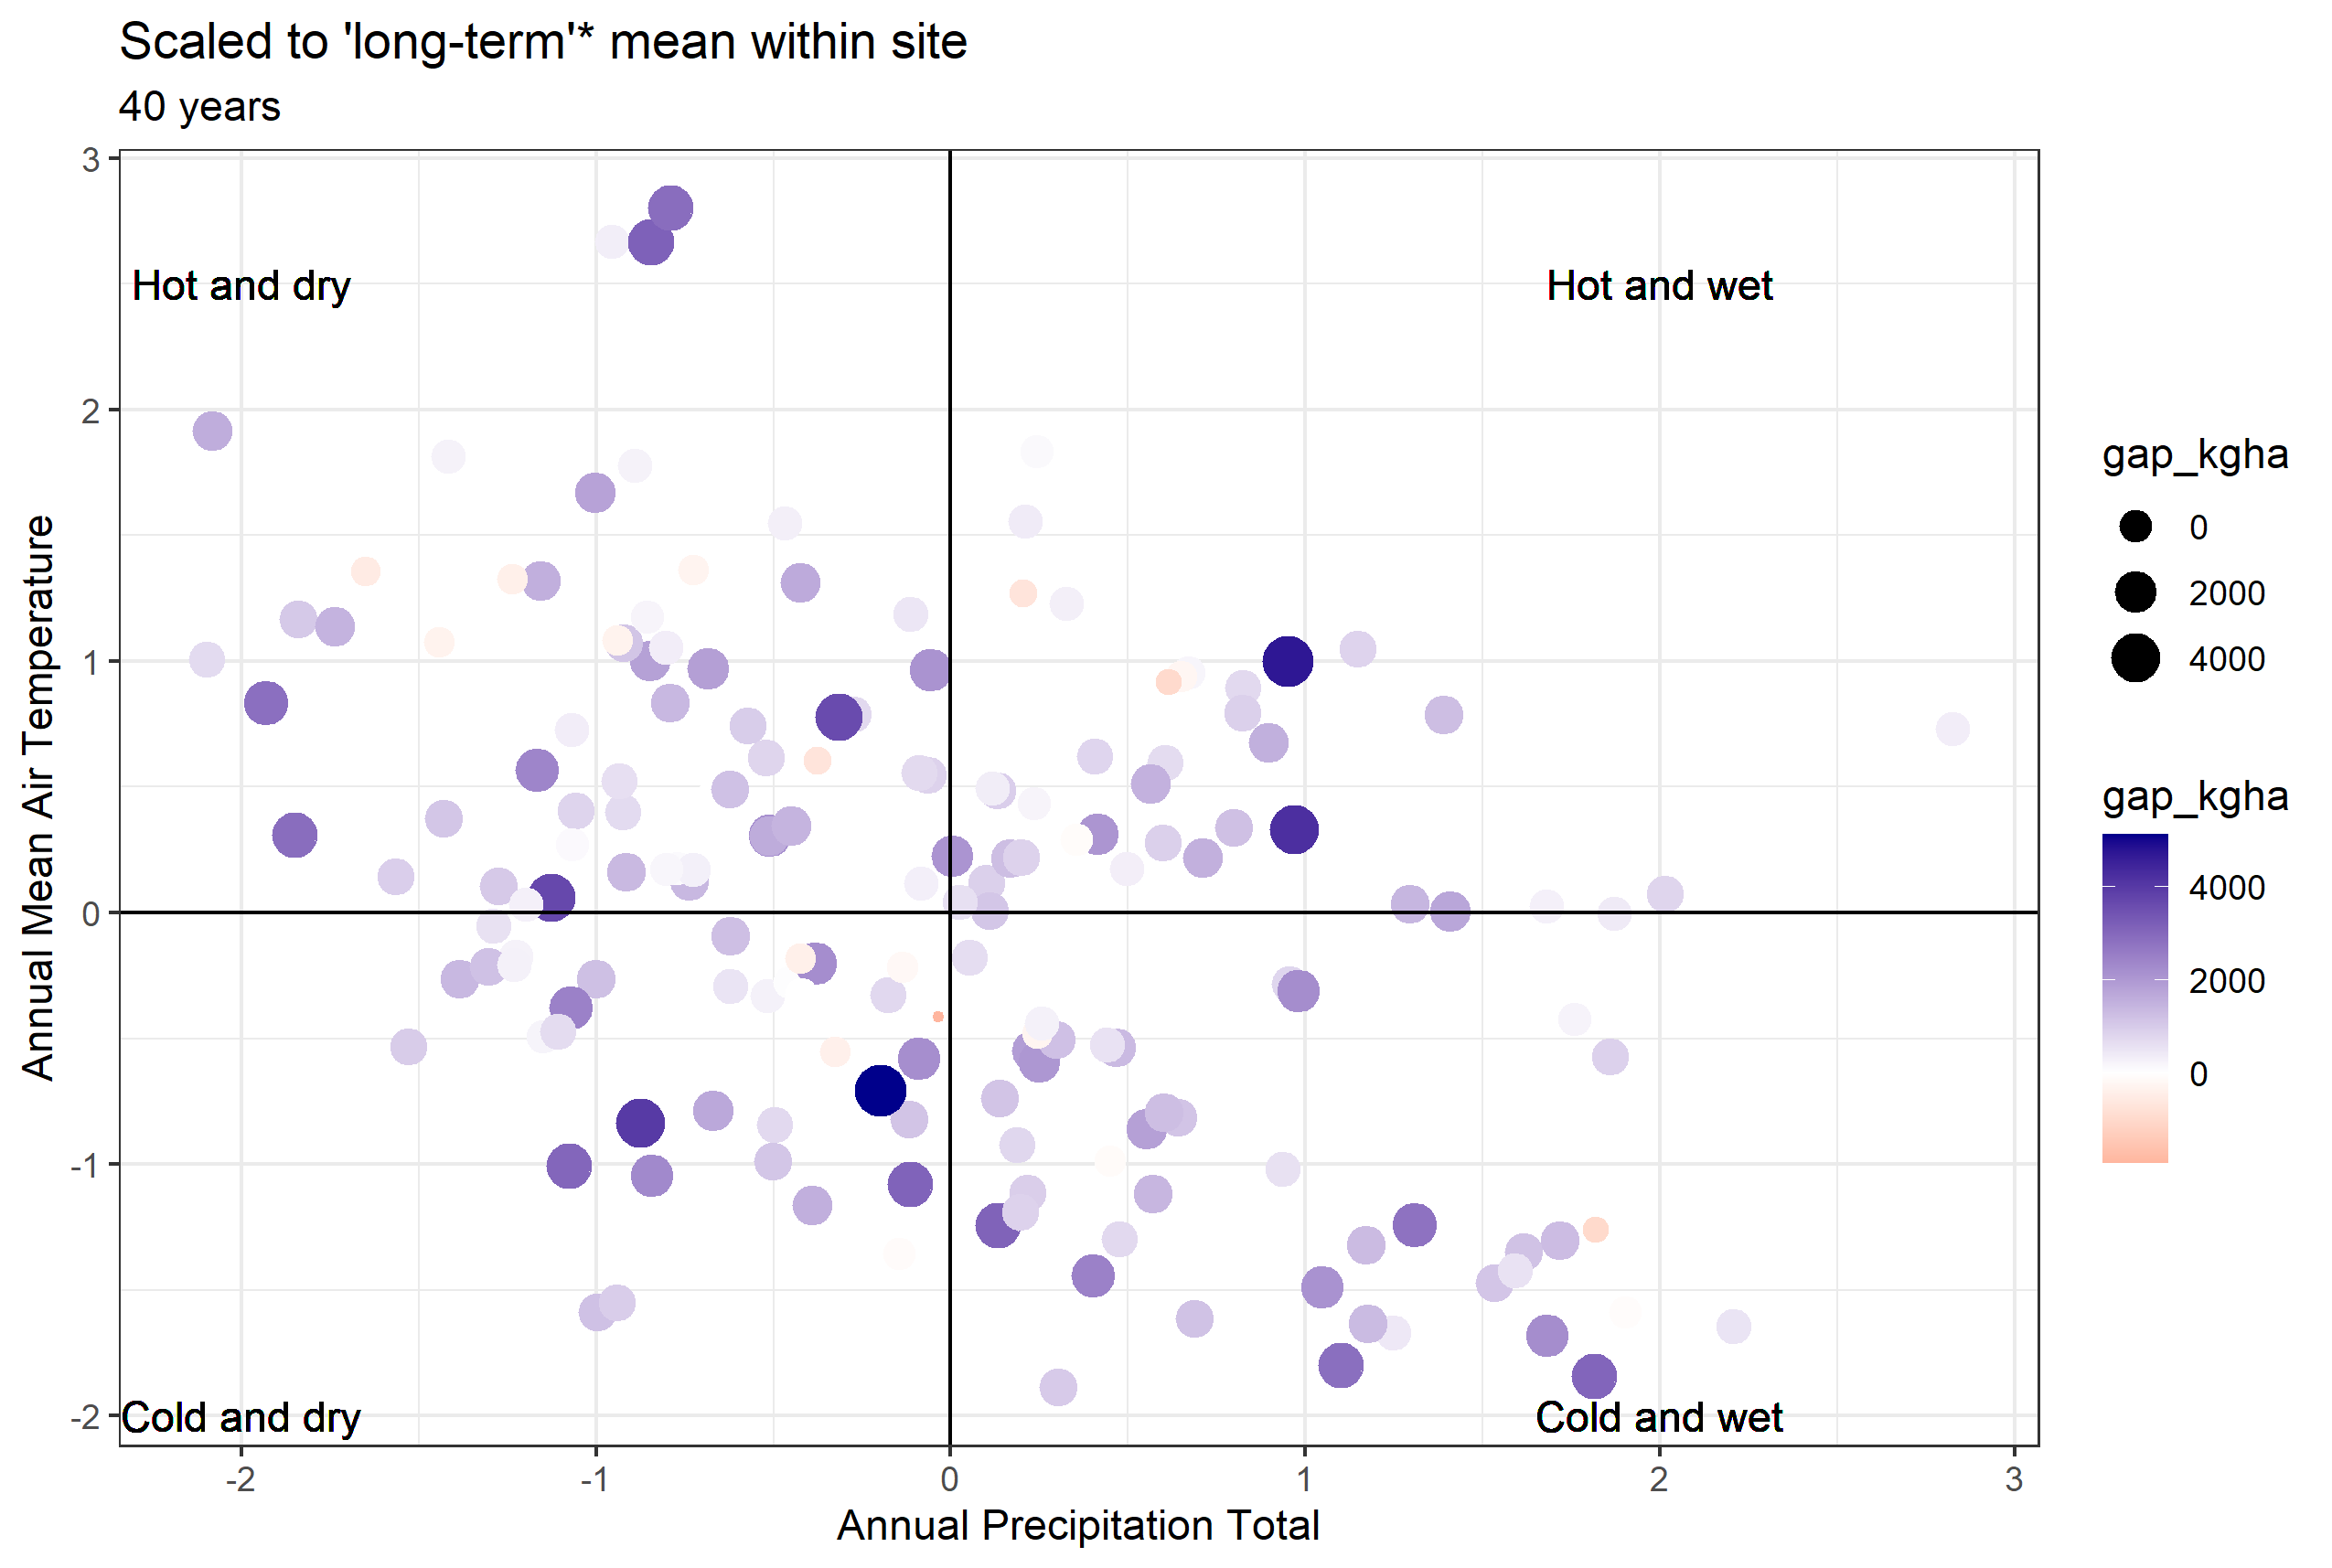 Scaled to 'long-term'* mean within site
40 years
3
2
1
0
-1
-2
Annual Mean Air Temperature
Hot and dry
Hot and wet
Cold and dry
Cold and wet
-2
-1
0
1
2
3
Annual Precipitation Total
gap_kgha
0
2000
4000
gap_kgha
4000
2000
0